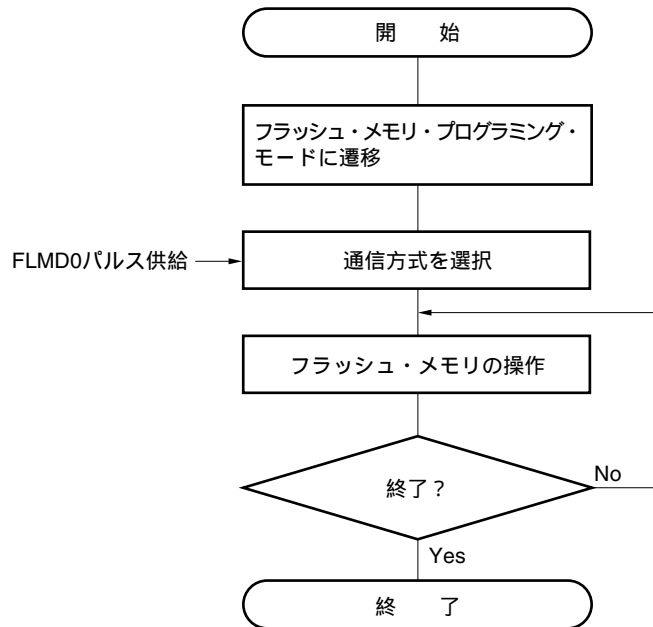 開 始
フラッシュ・メモリ・プログラミング・
モードに遷移
FLMD0パルス供給
通信方式を選択
フラッシュ・メモリの操作
終了？
No
Yes
終 了